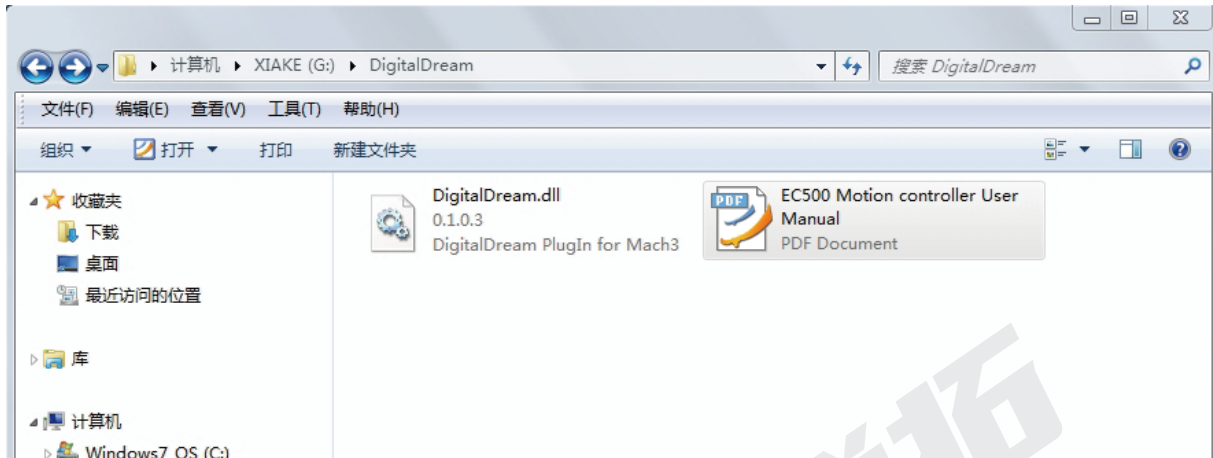 计算机 XIAKE (G:) DigitalDream 搜索 DigitalDream
文件(F) 编辑(E) 查看(V) 工具(T) 帮助(H)
组织 打开 打印 新建文件夹
收藏夹
下载
桌面
最近访问的位置
库
计算机
Windows7_OS (C:)
DigitalDream.dll
0.1.0.3
DigitalDream PlugIn for Mach3
PDF
EC500 Motion controller User
Manual
PDF Document